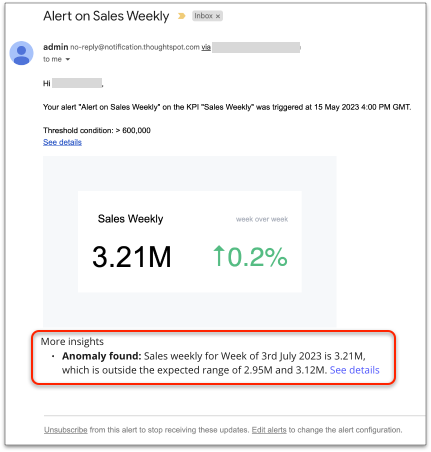 Alert on Sales Weekly
Inbox ×
admin no-reply@notification.thoughtspot.com via
to me
Hi ,
Your alert "Alert on Sales Weekly" on the KPI "Sales Weekly" was triggered at 15 May 2023 4:00 PM GMT.
Threshold condition: > 600,000
See details
Sales Weekly
week over week
3.21M
↑0.2%
More insights
• Anomaly found: Sales weekly for Week of 3rd July 2023 is 3.21M,
which is outside the expected range of 2.95M and 3.12M. See details
Unsubscribe from this alert to stop receiving these updates. Edit alerts to change the alert configuration.